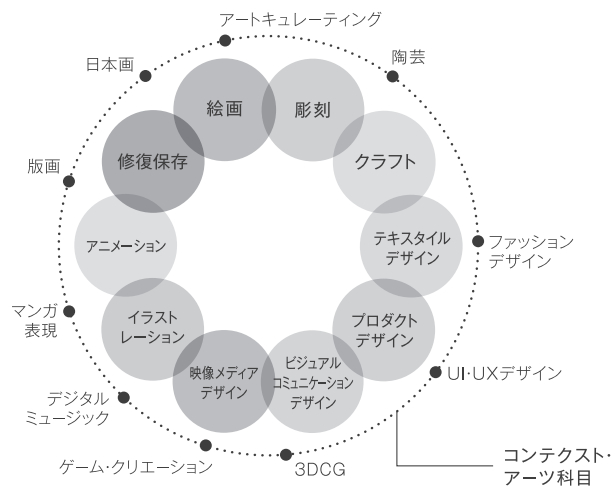 アートキュレーティング
日本画
陶芸
絵画
彫刻
修復保存
クラフト
版画
アニメーション
テキスタイル
デザイン
ファッション
デザイン
マンガ
表現
イラスト
レーション
プロダクト
デザイン
映像メディア
デザイン
ビジュアル
コミュニケーション
デザイン
UI・UXデザイン
デジタル
ミュージック
ゲーム・クリエーション
3DCG
コンテクスト・
アーツ科目